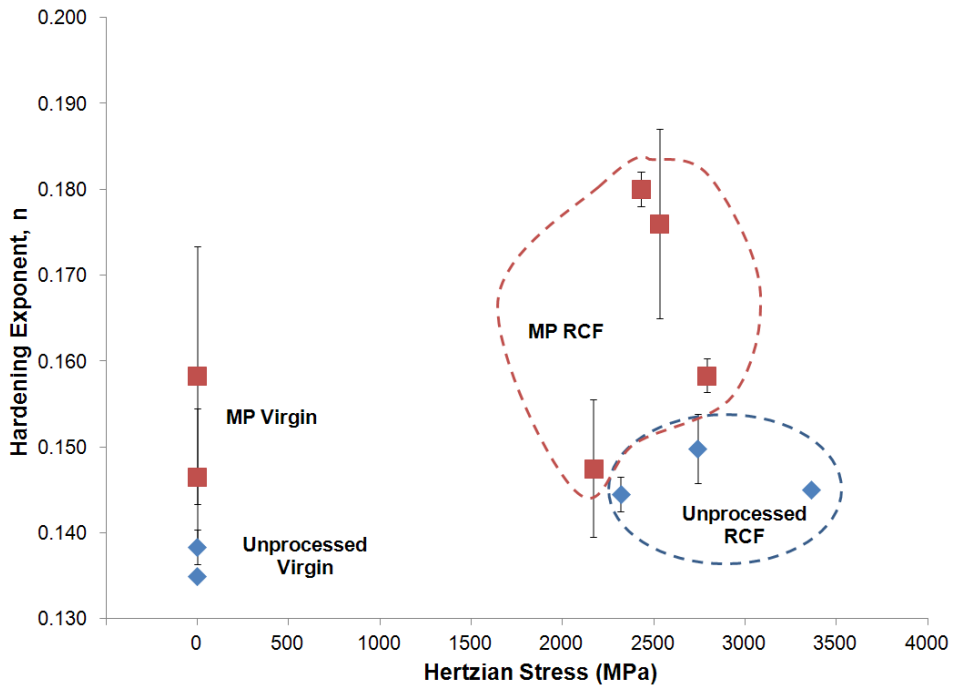 0.200
0.190
0.180
0.170
0.160
0.150
0.140
0.130
Hardening Exponent, n
MP RCF
MP Virgin
Unprocessed
Virgin
Unprocessed
RCF
0 500 1000 1500 2000 2500 3000 3500 4000
Hertzian Stress (MPa)